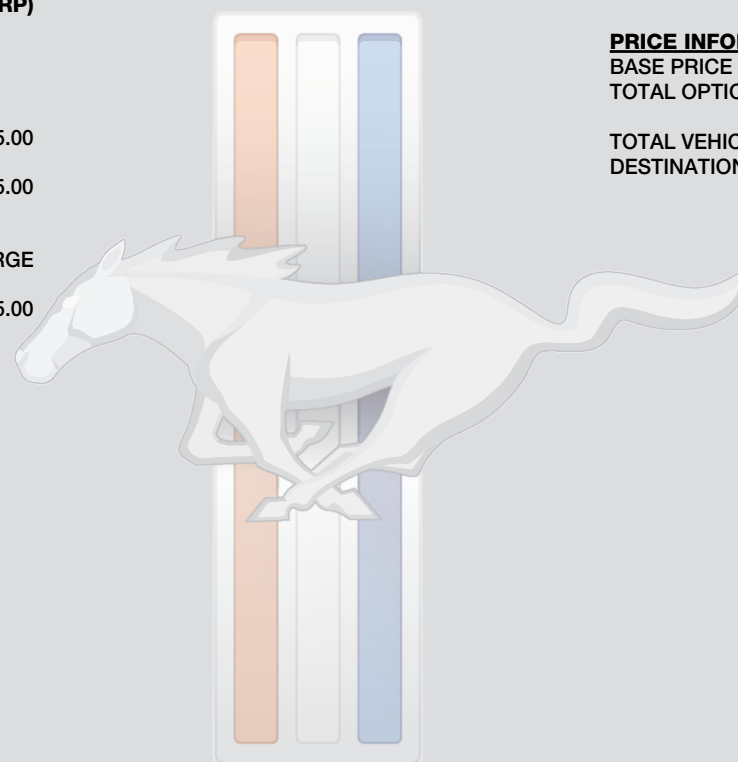 RP)
5.00
5.00
RGE
5.00
PRICE INFO
BASE PRICE
TOTAL OPTIO
TOTAL VEHIC
DESTINATION